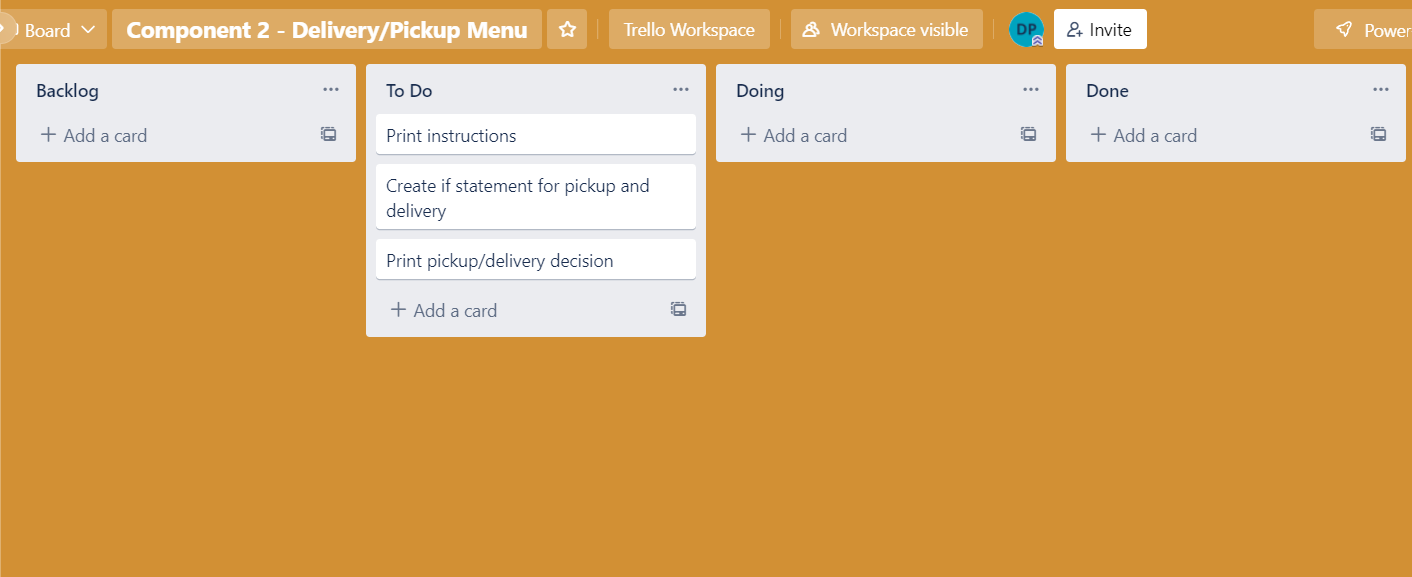 Board
Component 2 - Delivery/Pickup Menu
Trello Workspace
Workspace visible
DP
Invite
Power
Backlog
Add a card
To Do
Print instructions
Create if statement for pickup and
delivery
Print pickup/delivery decision
Add a card
Doing
Add a card
Done
Add a card